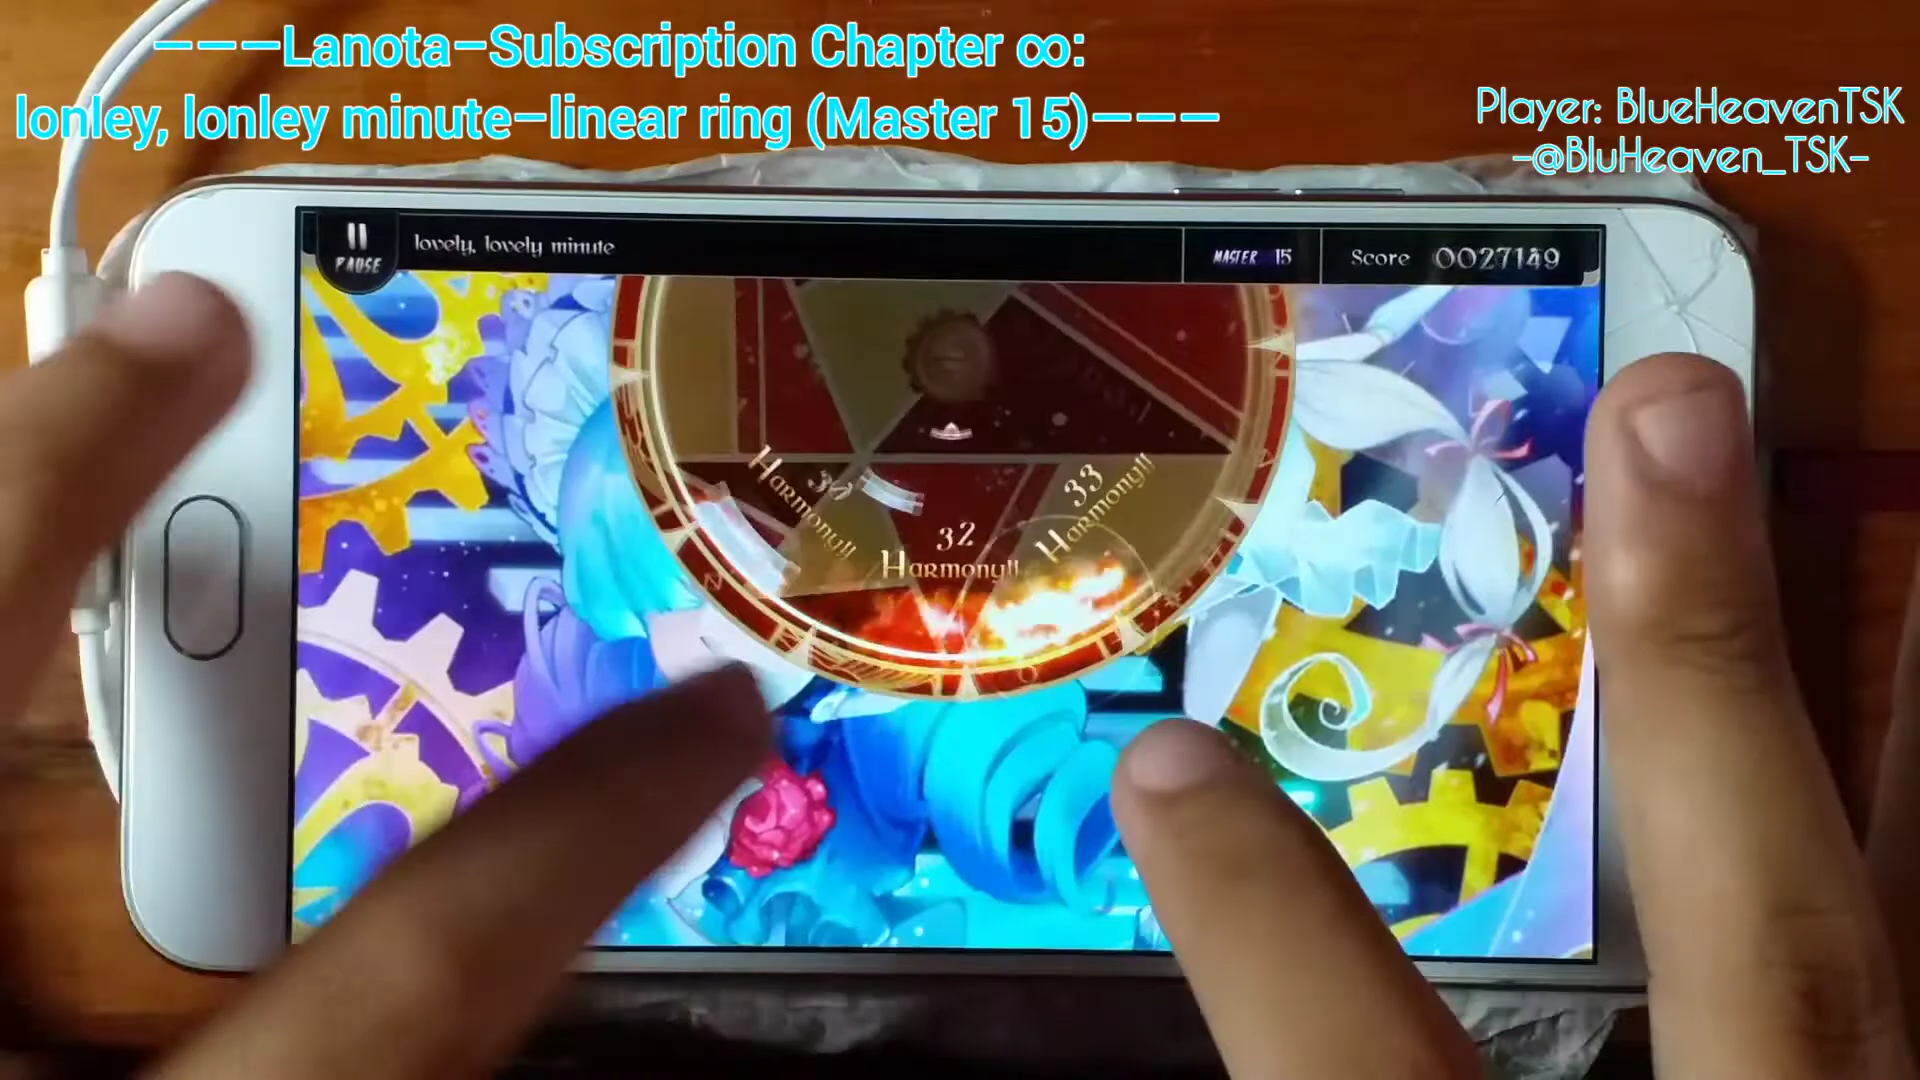 ———Lanota—Subscription Chapter ∞:
lonley, lonley minute—linear ring (Master 15)———
Player: BlueHeavenTSK
-@BluHeaven_TSK-
PAUSE
lovely, lovely minute
MASTER 15
Score 0027149
33
Harmony!!
Harmony!!
32
Harmony!!